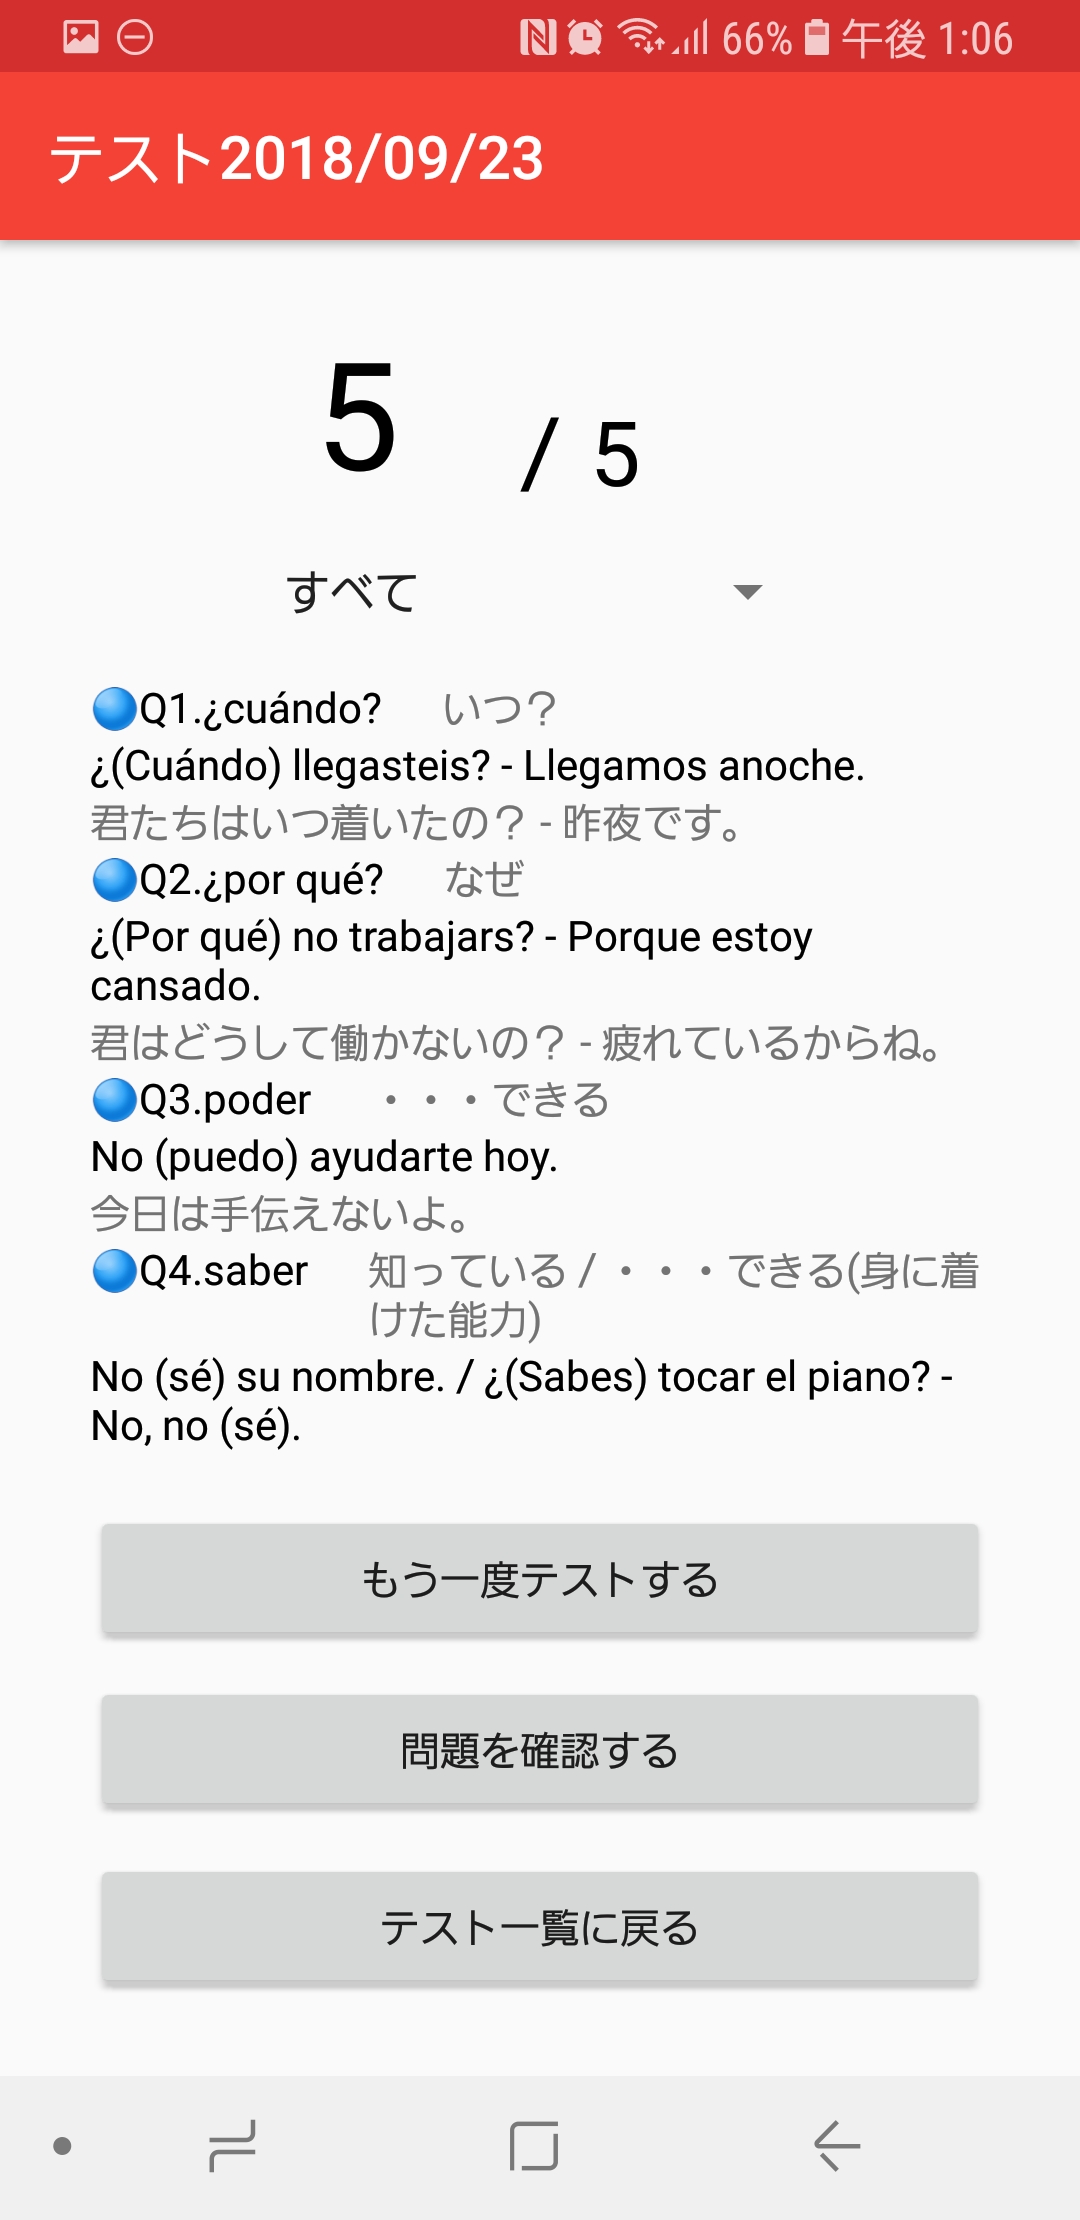 66% 午後 1:06
テスト2018/09/23
5 / 5
すべて
Q1.¿cuándo? いつ？
¿(Cuándo) llegasteis? - Llegamos anoche.
君たちはいつ着いたの？ - 昨夜です。
Q2.¿por qué? なぜ
¿(Por qué) no trabajars? - Porque estoy
cansado.
君はどうして働かないの？ - 疲れているからね。
Q3.poder ・・・できる
No (puedo) ayudarte hoy.
今日は手伝えないよ。
Q4.saber 知っている / ・・・できる(身に着
けた能力)
No (sé) su nombre. / ¿(Sabes) tocar el piano? -
No, no (sé).
もう一度テストする
問題を確認する
テスト一覧に戻る